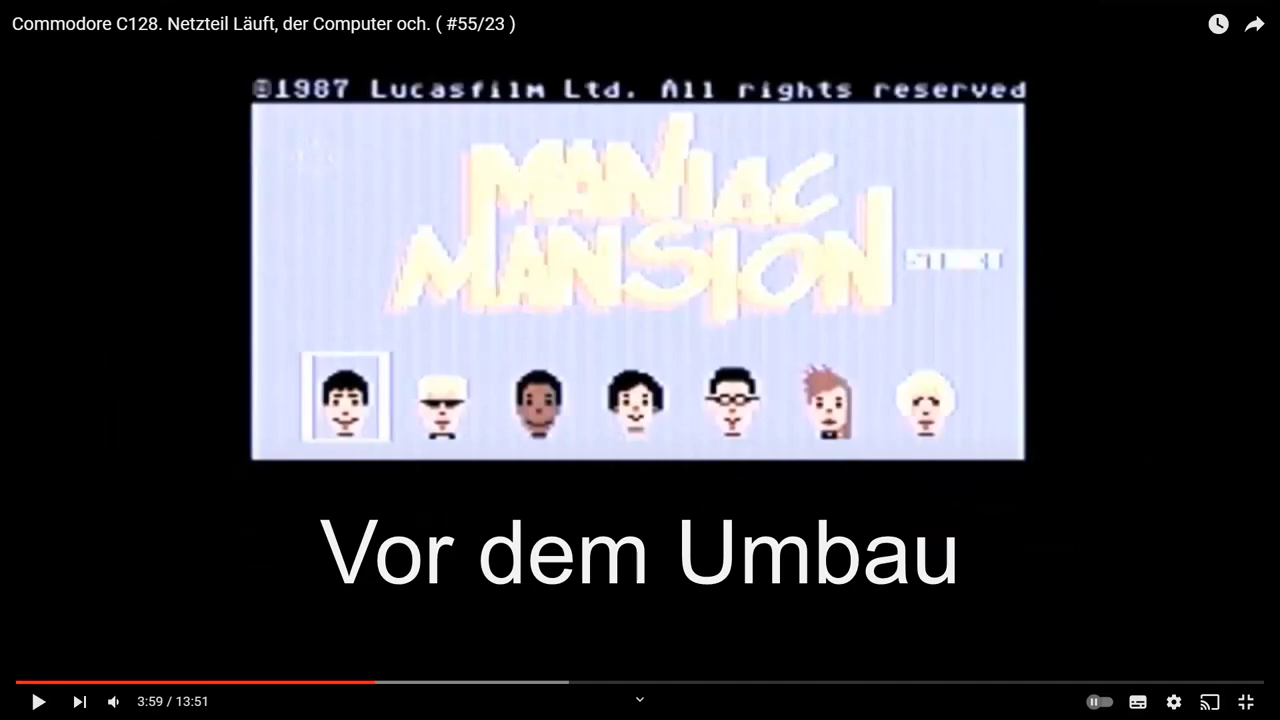 Commodore C128. Netzteil Läuft, der Computer och. ( #55/23 )
©1987 Lucasfilm Ltd. All rights reserved
MANIAC
MANSION
START
Vor dem Umbau
3:59 / 13:51